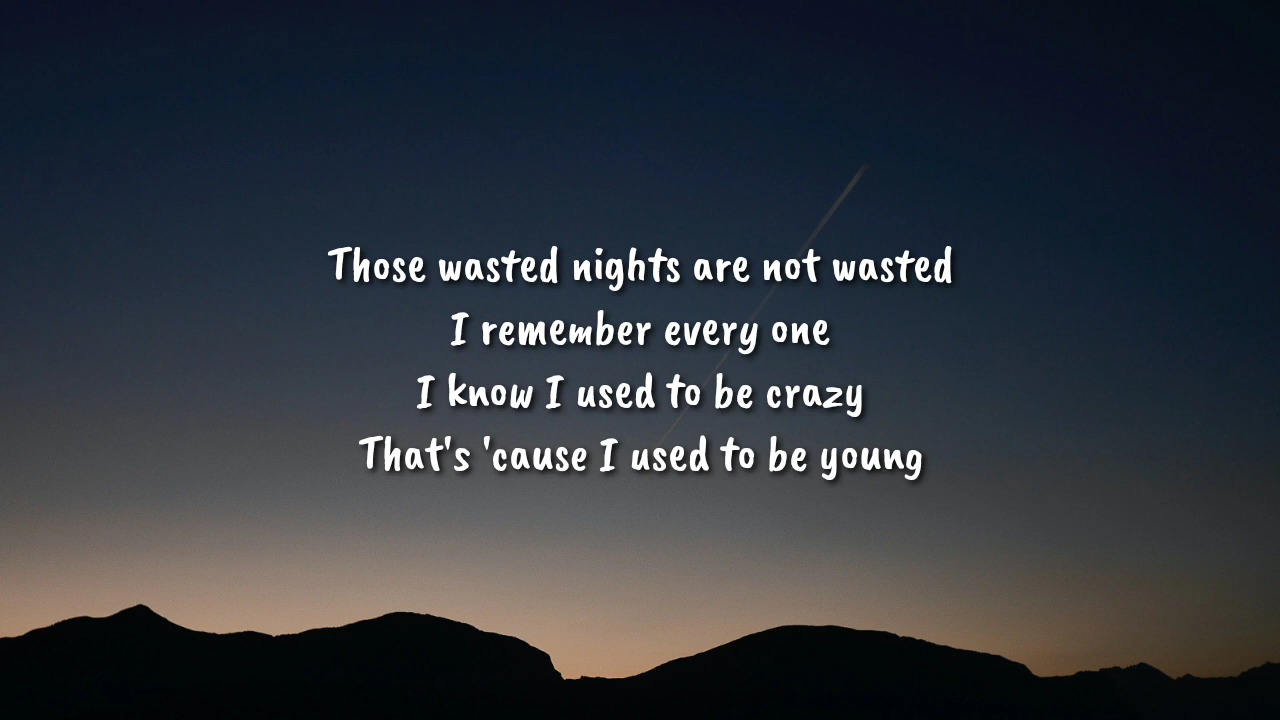 Those wasted nights are not wasted
I remember every one
I know I used to be crazy
That's 'cause I used to be young